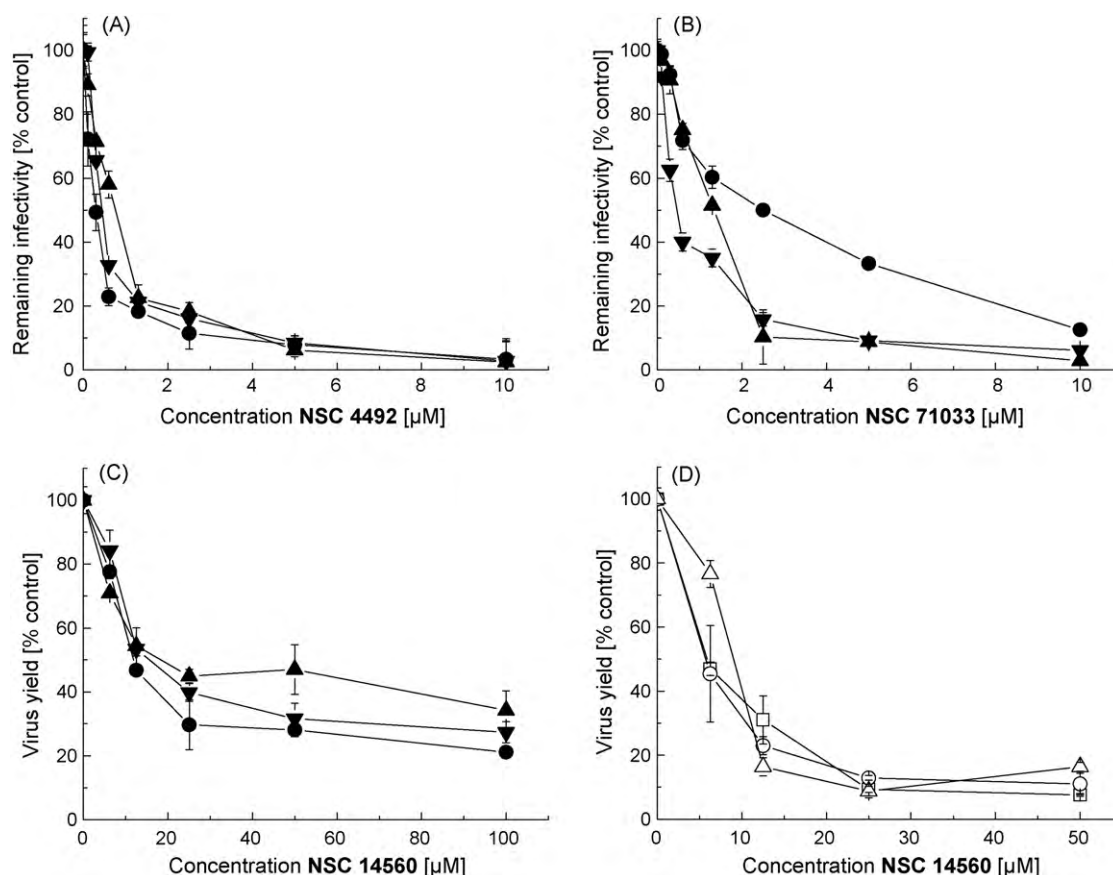 (A)
Remaining infectivity [% control]
100
80
60
40
20
0
0 2 4 6 8 10
Concentration NSC 4492 [µM]
(B)
Remaining infectivity [% control]
100
80
60
40
20
0
0 2 4 6 8 10
Concentration NSC 71033 [µM]
(C)
Virus yield [% control]
100
80
60
40
20
0
0 20 40 60 80 100
Concentration NSC 14560 [µM]
(D)
Virus yield [% control]
100
80
60
40
20
0
0 10 20 30 40 50
Concentration NSC 14560 [µM]